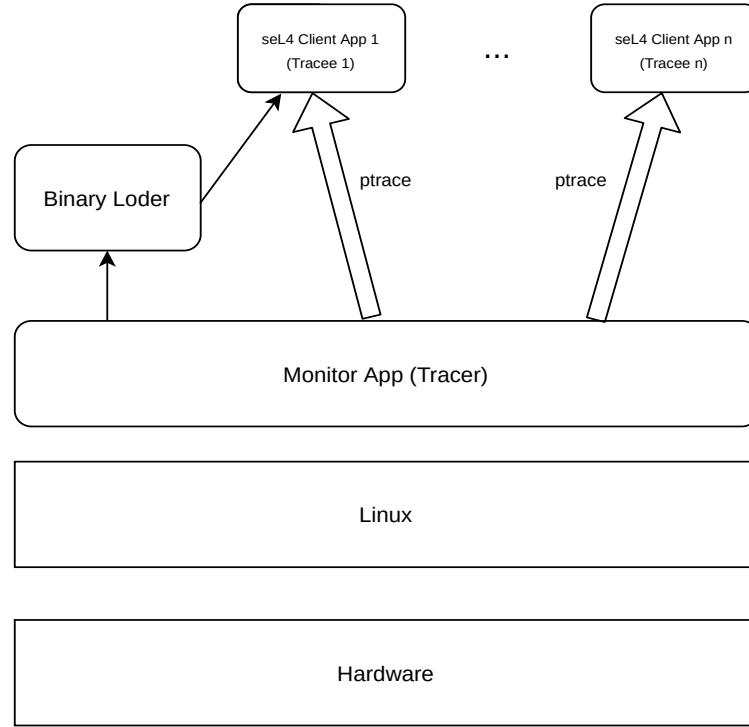 seL4 Client App 1
(Tracee 1)
...
seL4 Client App n
(Tracee n)
Binary Loder
ptrace
ptrace
Monitor App (Tracer)
Linux
Hardware